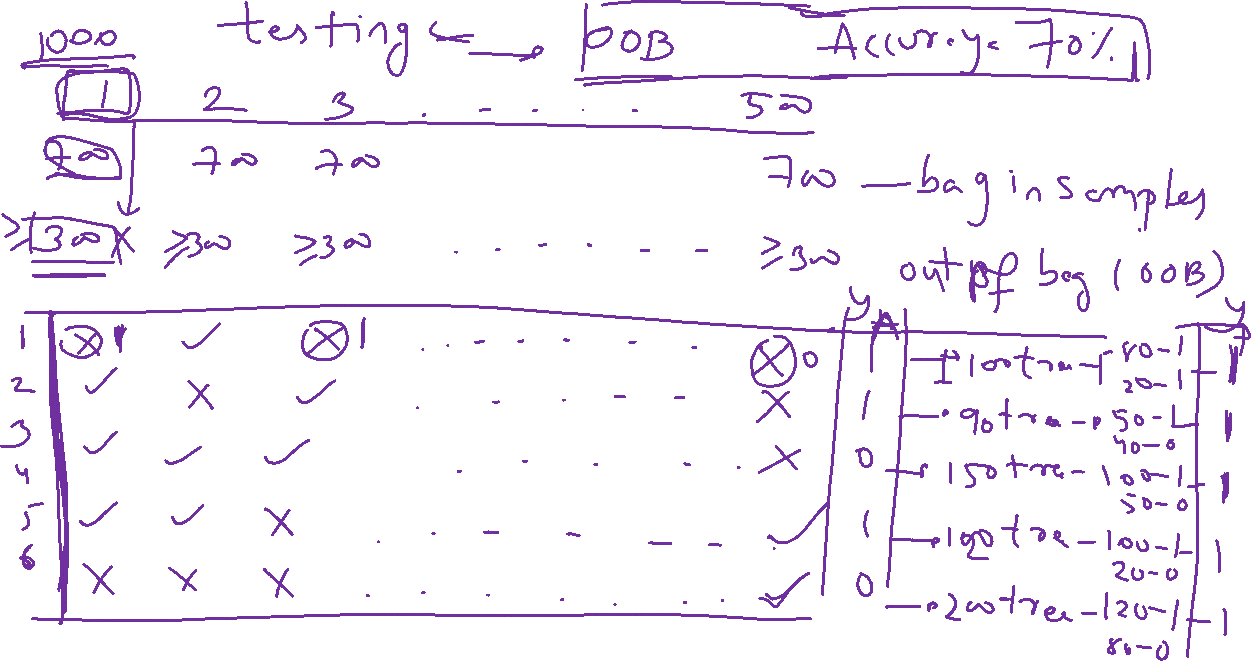 1000 testing OOB Accuracy = 70%
1 2 3 . - . . . 500
700 700 700 700 — bag in samples
≥ 300 X ≥300 ≥300 . - . - - - ≥300 out of bag (OOB)
y A y
1 X 1 ✓ X 1 X 0 1 100 tree - 80-1 1
20-1
2 ✓ X ✓ X 1 90 tree - 50-1 1
40-0
3 ✓ ✓ ✓ X 0 150 tree - 100-1 1
50-0
4
5 ✓ ✓ X ✓ 1 tree - 100-1 1
20-0
6 X X X ✓ 0 200 tree - 120-1 1
80-0